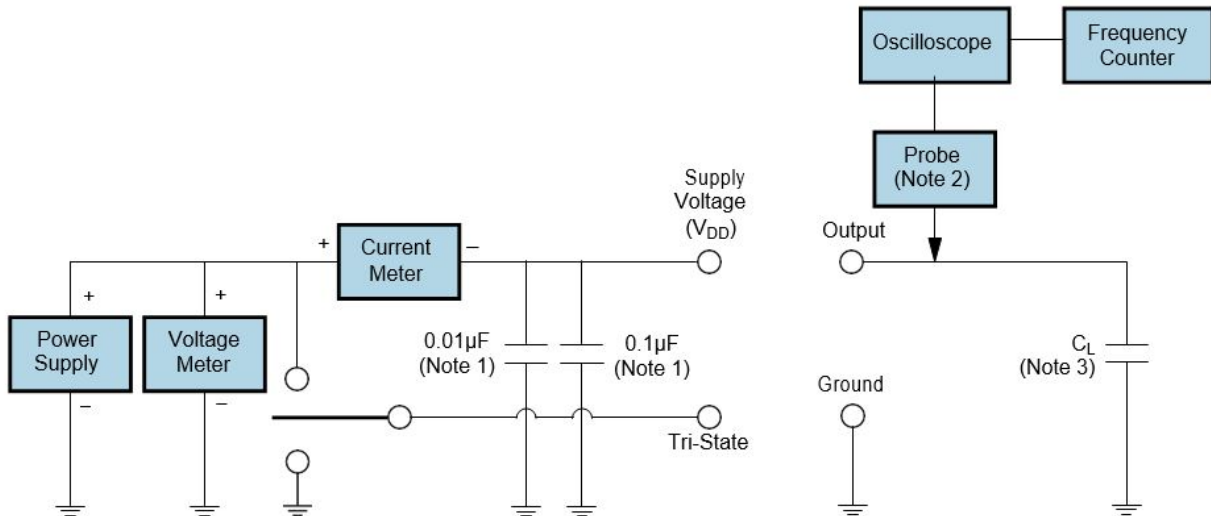 Oscilloscope
Frequency
Counter
Probe
(Note 2)
Supply
Voltage
(VDD)
Output
+
Current
Meter
–
+
+
Power
Supply
Voltage
Meter
0.01µF
(Note 1)
0.1µF
(Note 1)
CL
(Note 3)
–
–
Ground
Tri-State